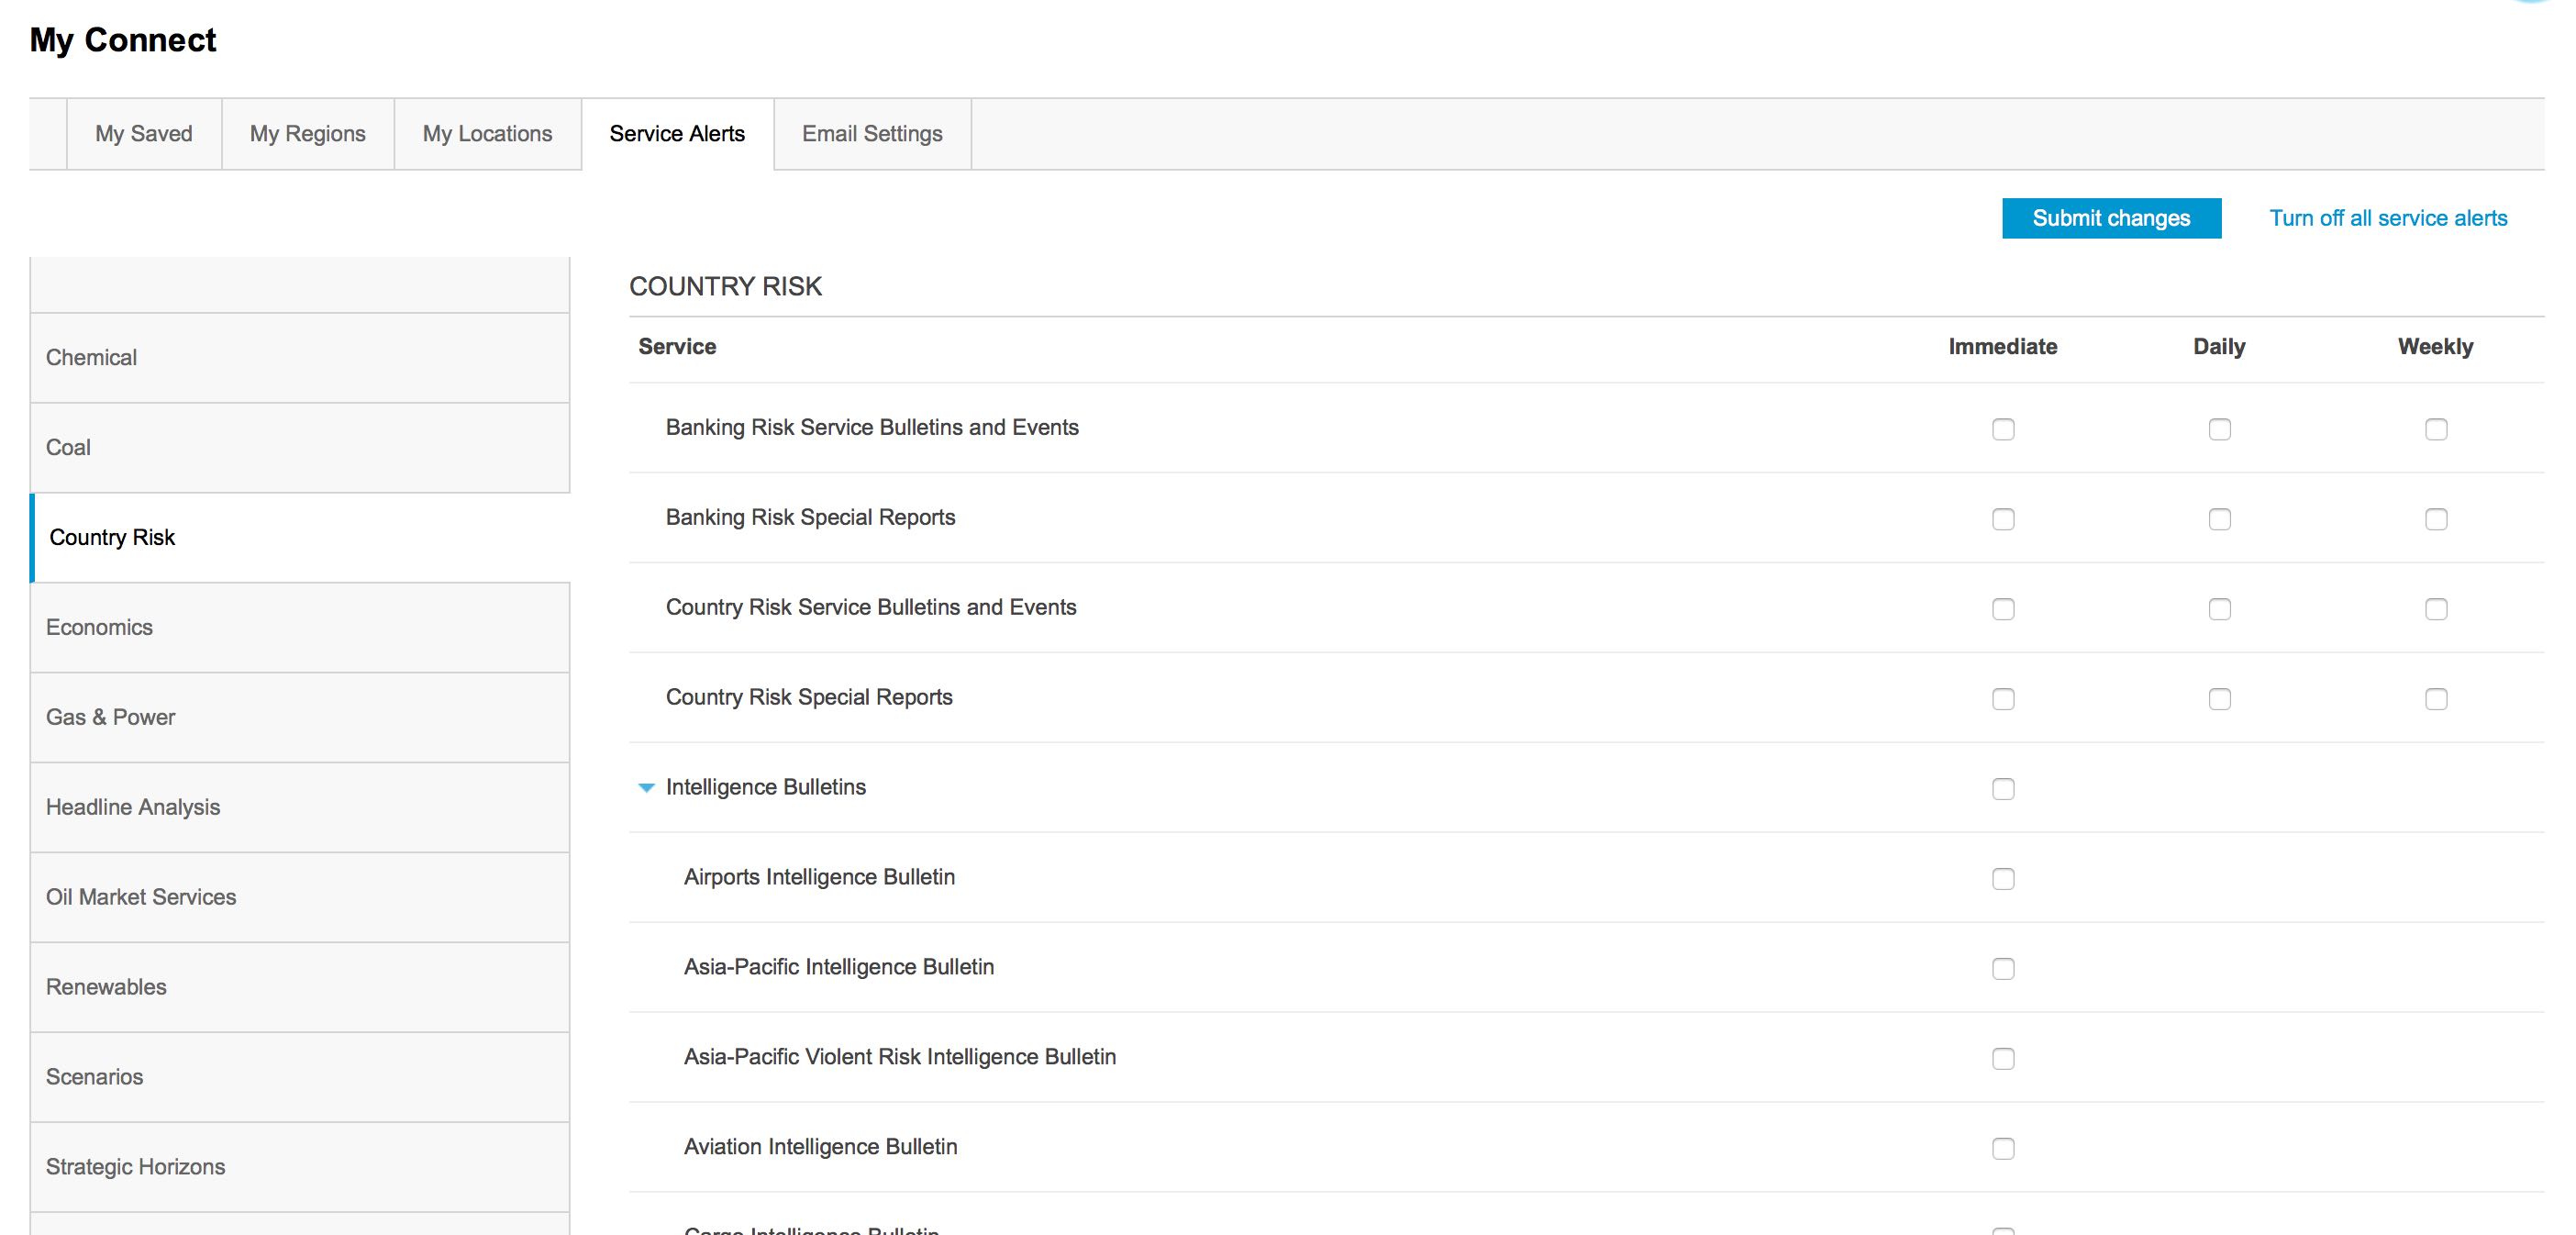 My Connect
My Saved
My Regions
My Locations
Service Alerts
Email Settings
Submit changes
Turn off all service alerts
Chemical
Coal
Country Risk
Economics
Gas & Power
Headline Analysis
Oil Market Services
Renewables
Scenarios
Strategic Horizons
COUNTRY RISK
Service Immediate Daily Weekly
Banking Risk Service Bulletins and Events
Banking Risk Special Reports
Country Risk Service Bulletins and Events
Country Risk Special Reports
Intelligence Bulletins
Airports Intelligence Bulletin
Asia-Pacific Intelligence Bulletin
Asia-Pacific Violent Risk Intelligence Bulletin
Aviation Intelligence Bulletin
Cargo Intelligence Bulletin